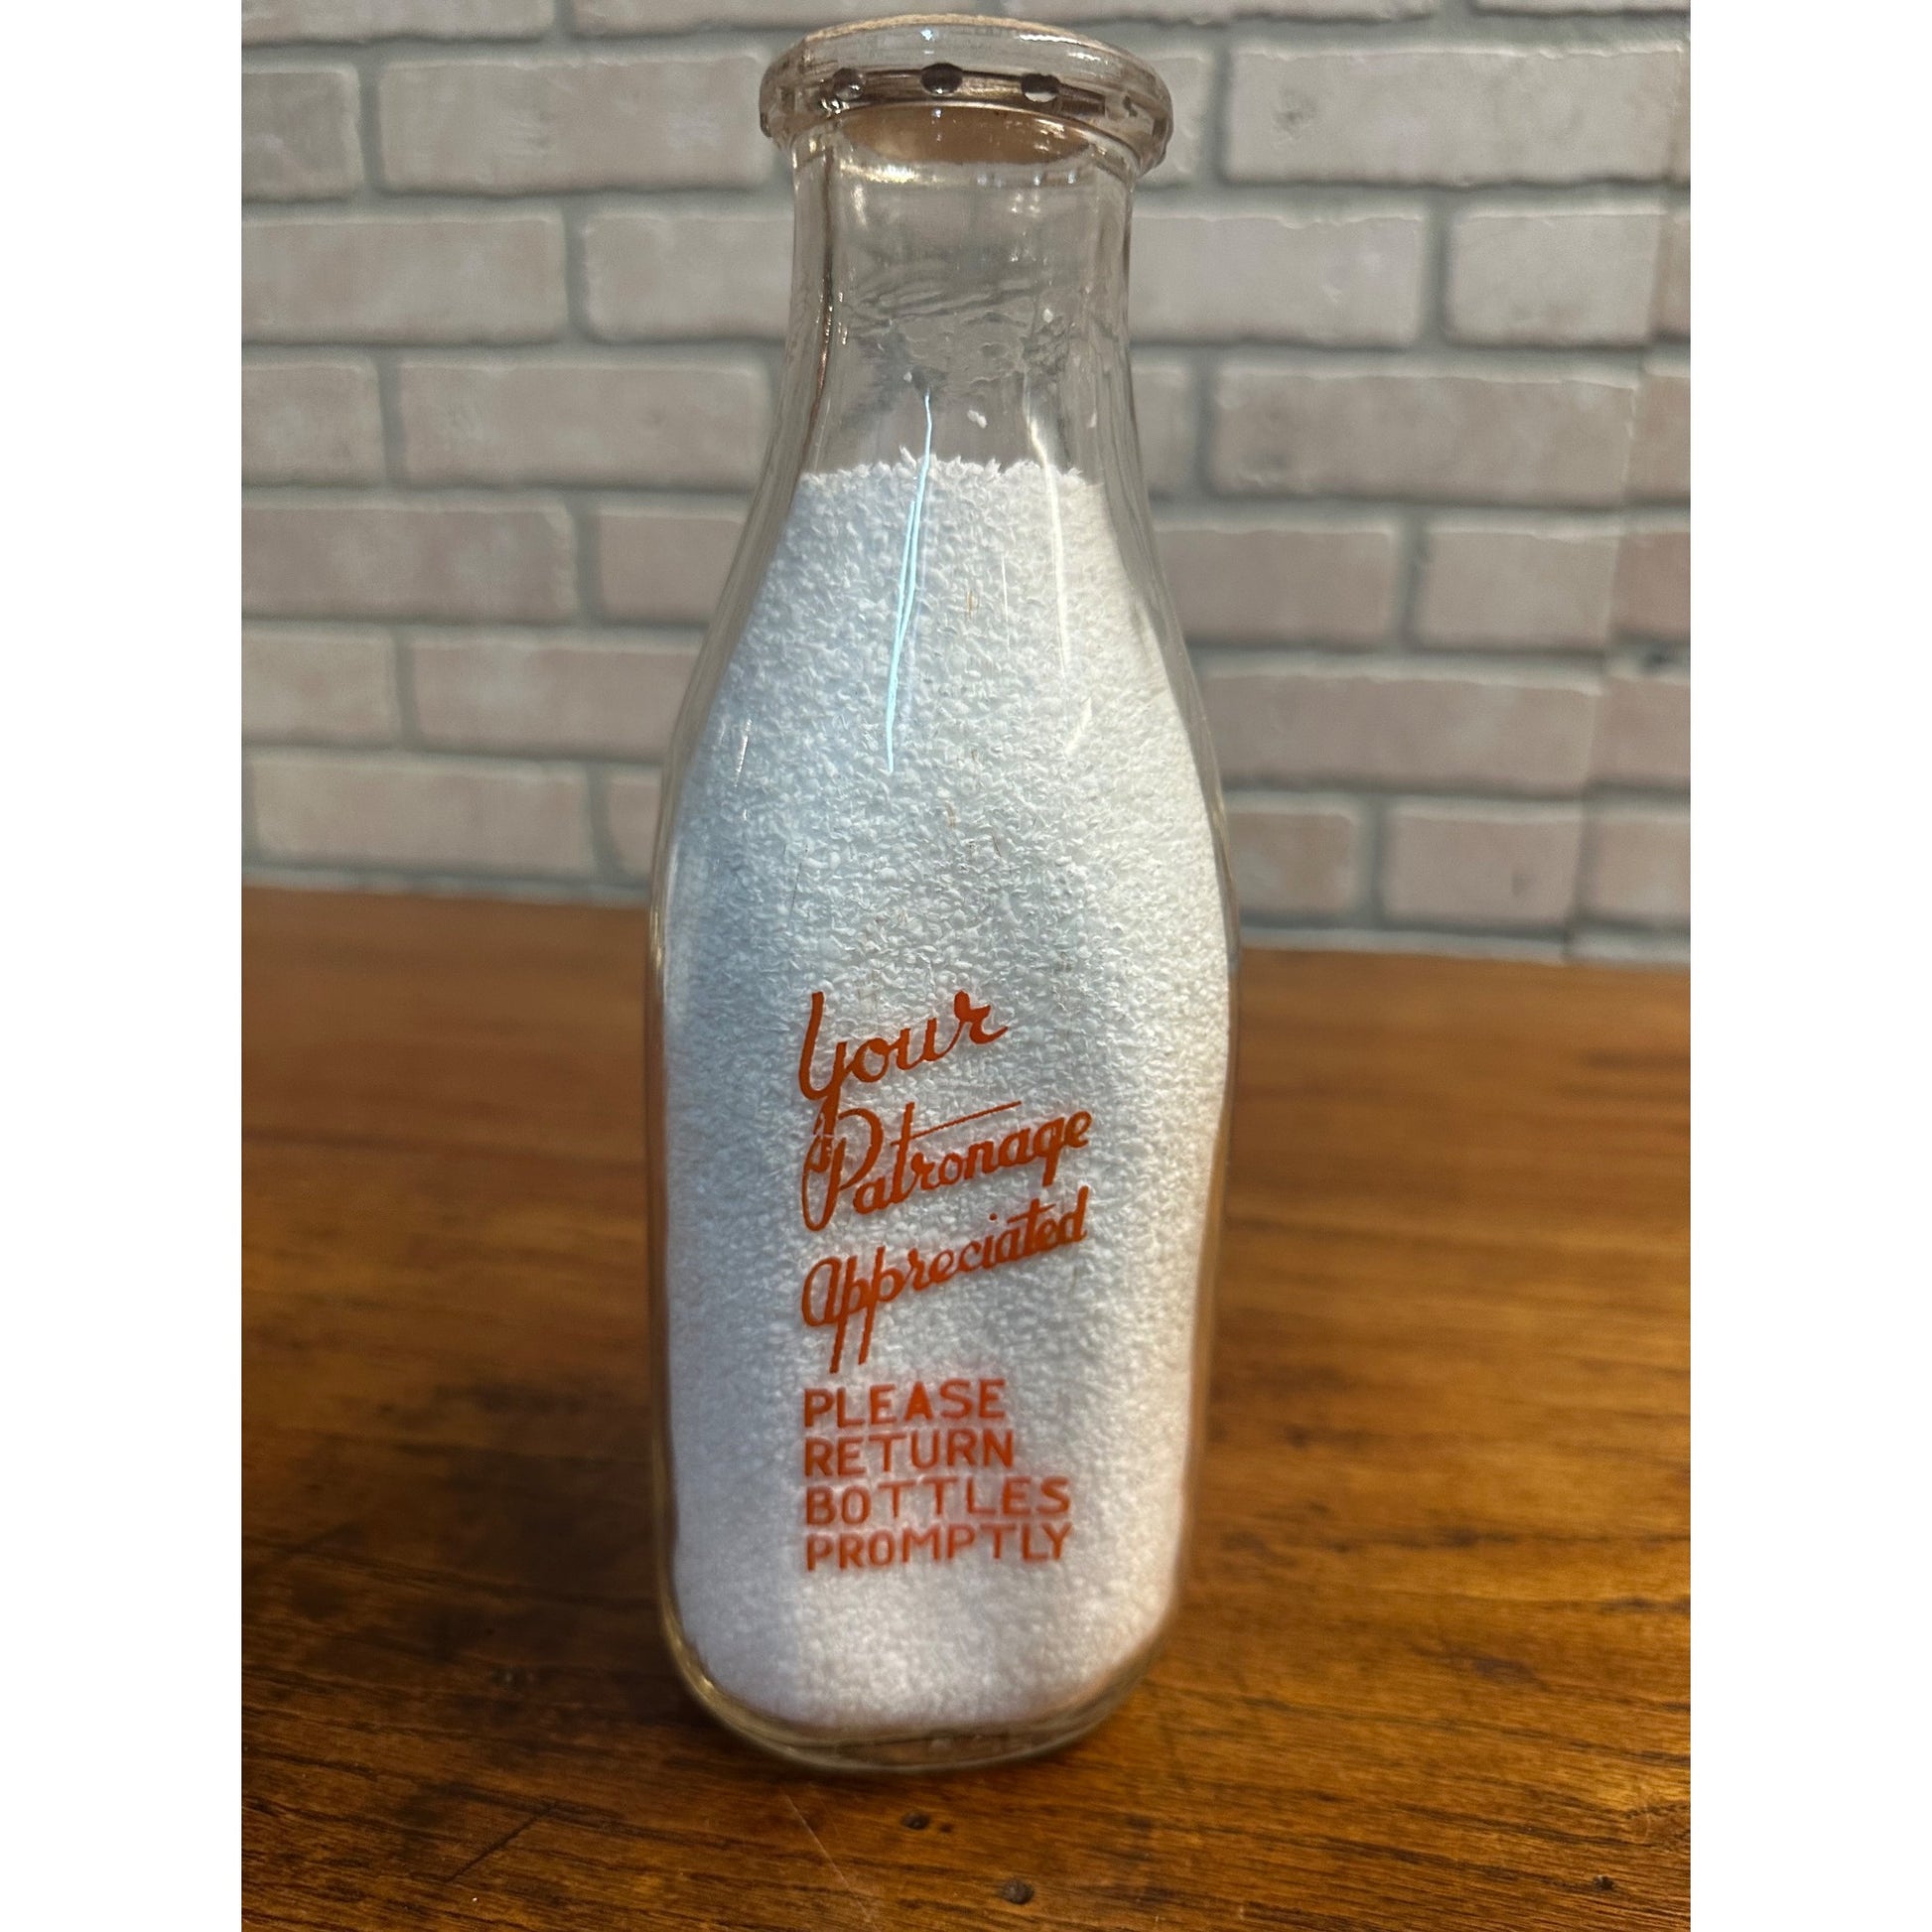 Your
Patronage
Appreciated
PLEASE
RETURN
BOTTLES
PROMPTLY